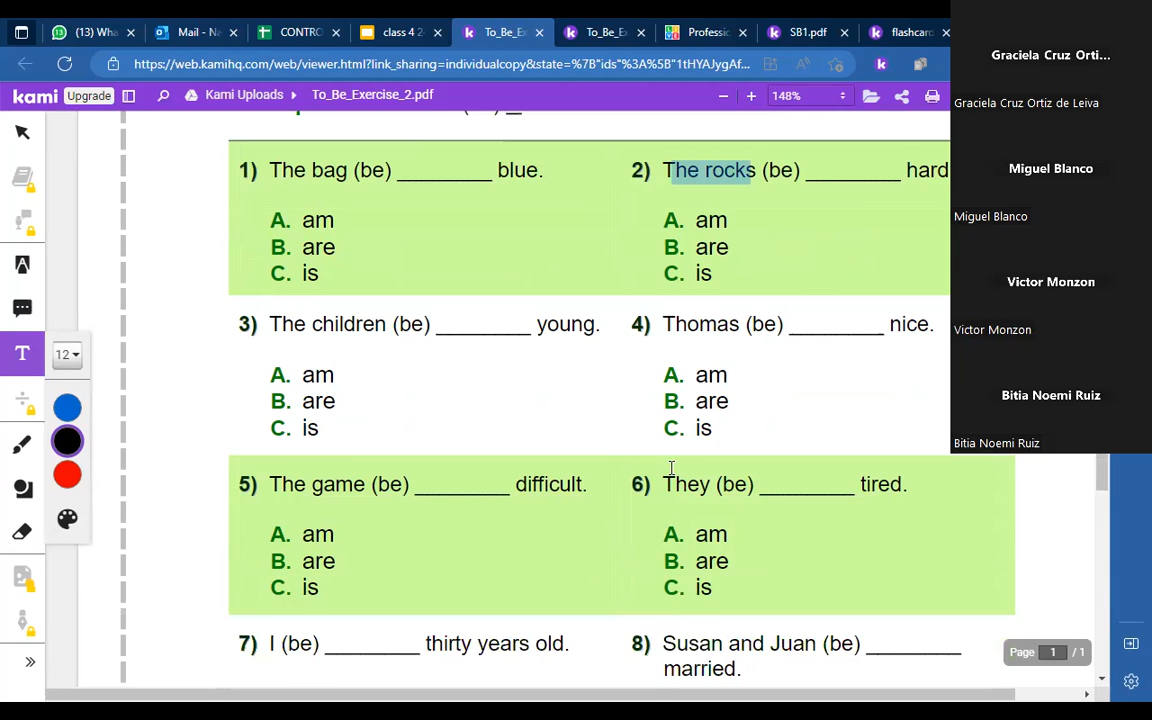 (13) Wha
Mail - Na
CONTRO
class 4 24
To_Be_Ex
To_Be_Ex
Professio
SB1.pdf
flashcard
https://web.kamihq.com/web/viewer.html?link_sharing=individualcopy&state=%7B"ids"%3A%5B"1tHYAJygAf...
kami Upgrade
Kami Uploads
To_Be_Exercise_2.pdf
148%
12
1) The bag (be) ________ blue.
A. am
B. are
C. is
2) The rocks (be) ________ hard
A. am
B. are
C. is
3) The children (be) ________ young.
A. am
B. are
C. is
4) Thomas (be) ________ nice.
A. am
B. are
C. is
5) The game (be) ________ difficult.
A. am
B. are
C. is
6) They (be) ________ tired.
A. am
B. are
C. is
7) I (be) ________ thirty years old.
8) Susan and Juan (be) ________
married.
Page 1 / 1
Graciela Cruz Orti...
Graciela Cruz Ortiz de Leiva
Miguel Blanco
Miguel Blanco
Victor Monzon
Victor Monzon
Bitia Noemi Ruiz
Bitia Noemi Ruiz